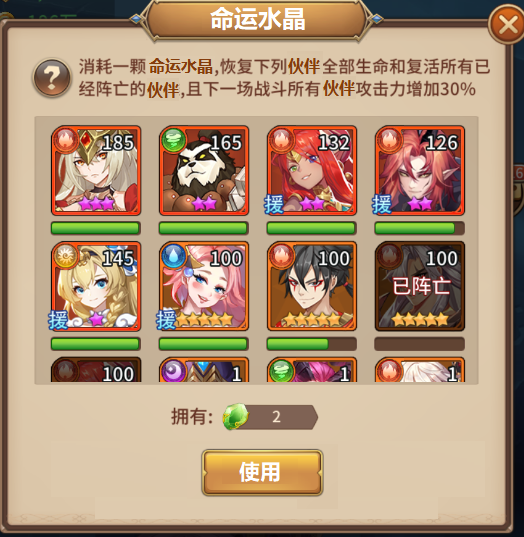 命运水晶
消耗一颗命运水晶,恢复下列伙伴全部生命和复活所有已
经阵亡的伙伴,且下一场战斗所有伙伴攻击力增加30%
185 165 132 126
援 援
145 100 100 100
已阵亡
援 援
100 1 1 1
拥有: 2
使用